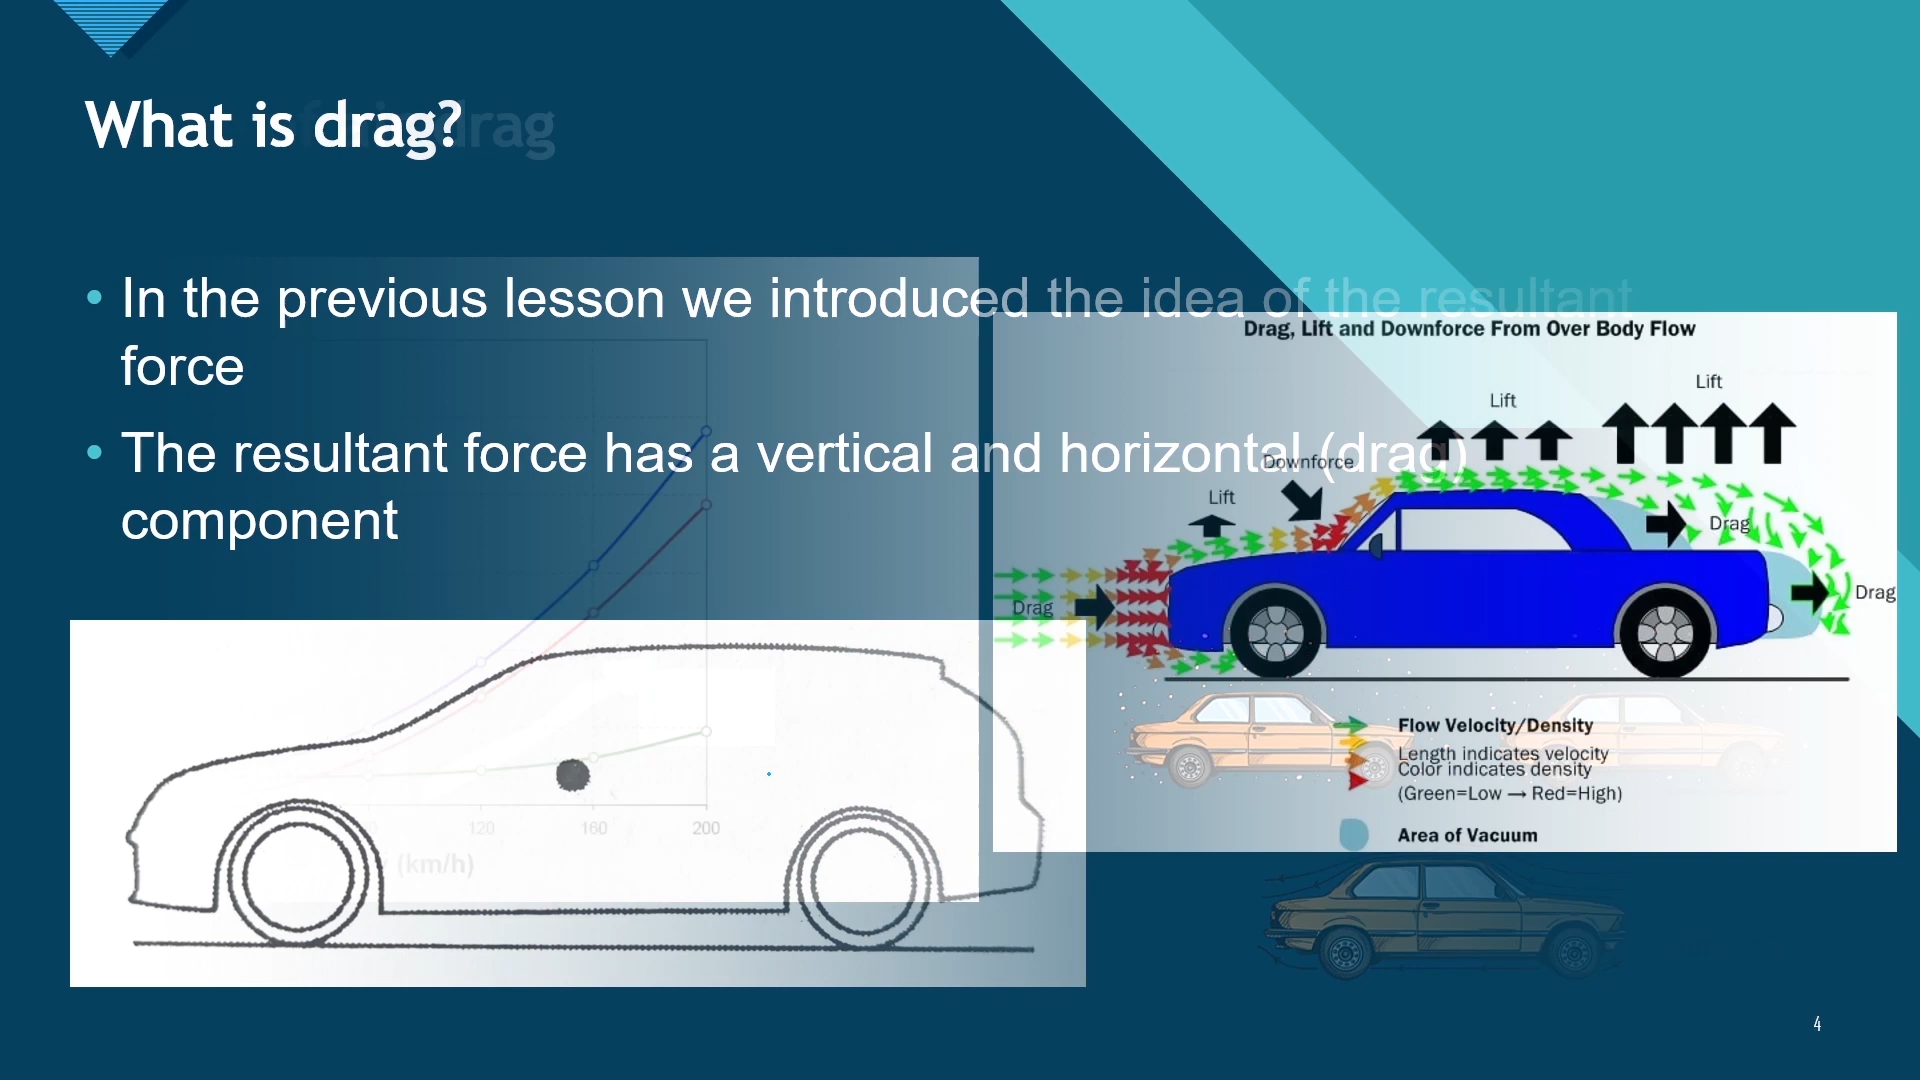 What is drag?
drag
• In the previous lesson we introduced the idea of the resultant
force
• The resultant force has a vertical and horizontal (drag)
component
Drag, Lift and Downforce From Over Body Flow
Lift
Lift
Downforce
Lift
Drag
Drag
Drag
Flow Velocity/Density
Length indicates velocity
Color indicates density
(Green=Low → Red=High)
Area of Vacuum
120 160 200
(km/h)
4